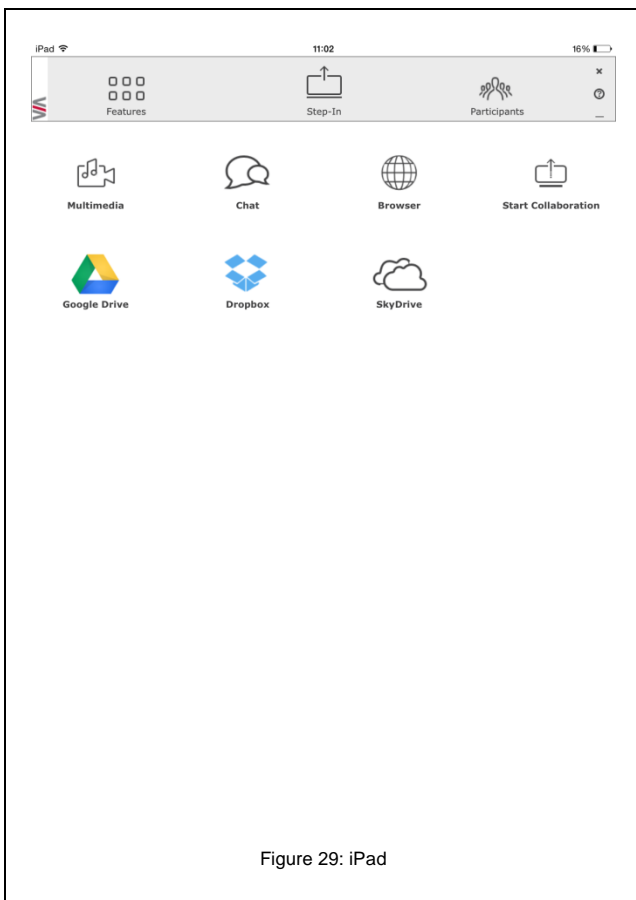 iPad 11:02 16%
Features Step-In Participants
Multimedia Chat Browser Start Collaboration
Google Drive Dropbox SkyDrive
Figure 29: iPad